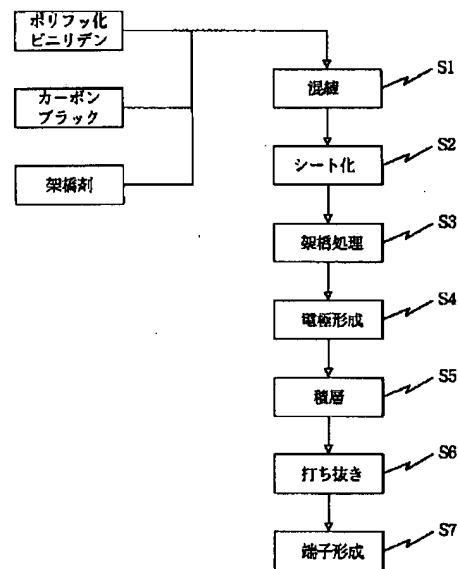 ポリフッ化
ビニリデン
カーボン
ブラック
架橋剤
混練
S1
シート化
S2
架橋処理
S3
電極形成
S4
積層
S5
打ち抜き
S6
端子形成
S7